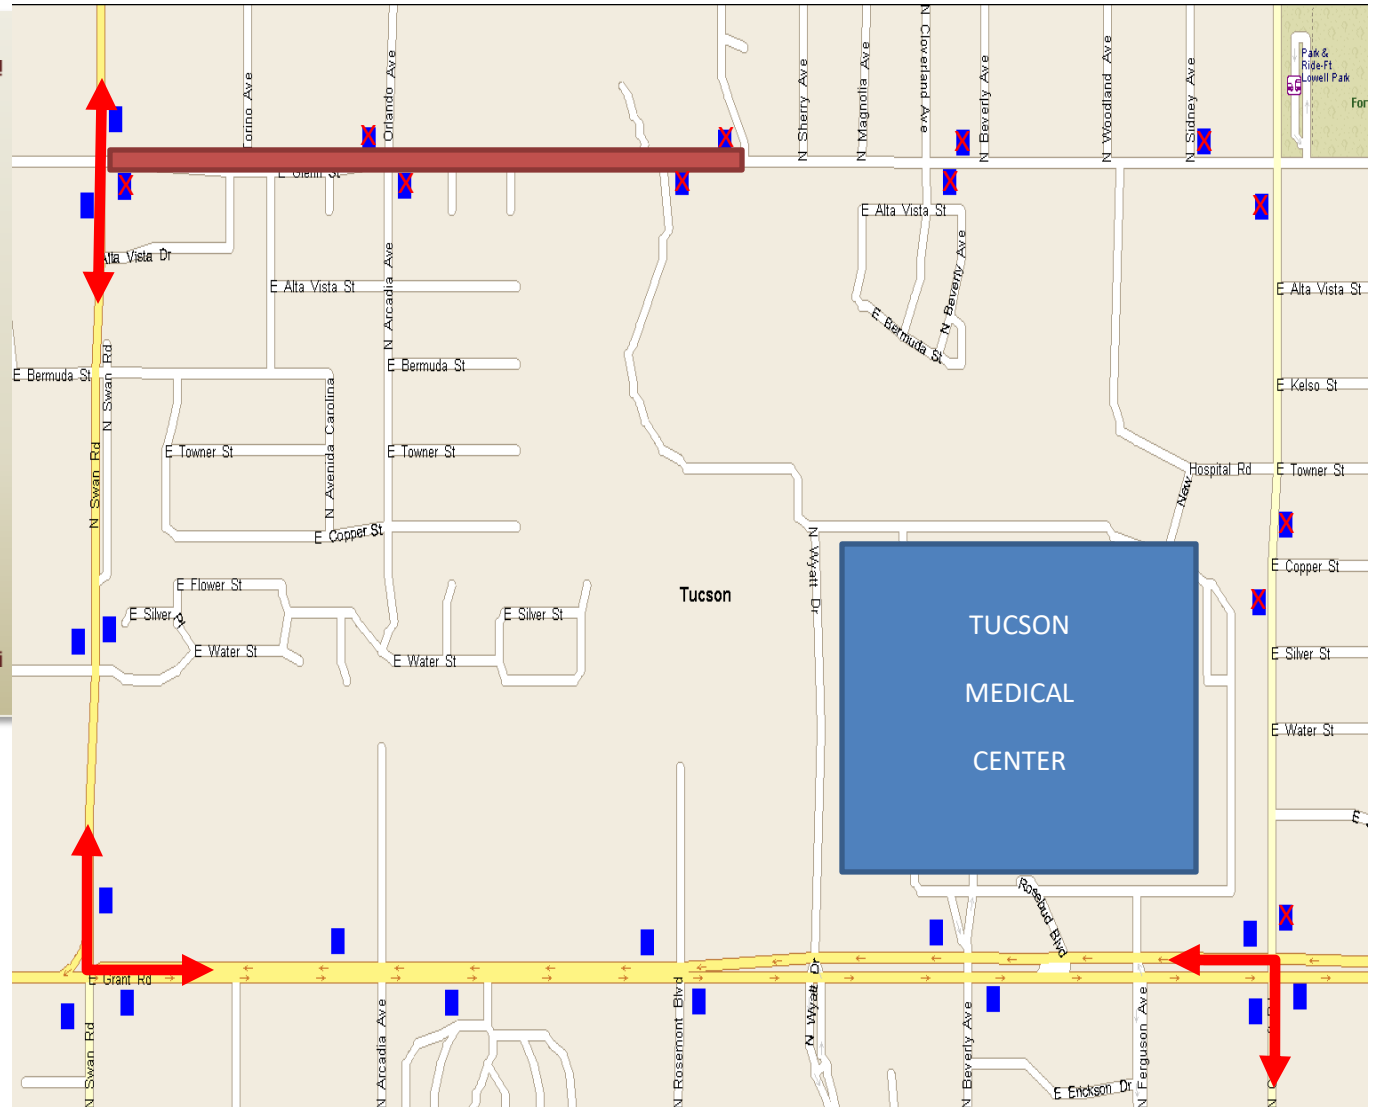 N Torino Ave
Orlando Ave
N Sherry Ave
N Magnolia Ave
N Cloverland Ave
N Beverly Ave
N Woodland Ave
N Sidney Ave
Park &
Ride-Ft
Lowell Park
For
E Glenn St
Alta Vista Dr
E Alta Vista St
E Alta Vista St
E Alta Vista St
N Arcadia Ave
N Beverly Ave
E Bermuda St
E Bermuda St
E Bermuda St
N Swan Rd
N Swan Rd
N Avenida Carolina
E Kelso St
E Towner St
E Towner St
Hospital Rd
E Towner St
E Copper St
N Wyatt Dr
E Copper St
E Flower St
E Silver Pl
E Silver St
Tucson
TUCSON
MEDICAL
CENTER
E Water St
E Water St
E Silver St
E Water St
E
Rosebud Blvd
E Grant Rd
N Swan Rd
N Arcadia Ave
N Rosemont Blvd
N Wyatt Dr
N Beverly Ave
N Ferguson Ave
E Erickson Dr